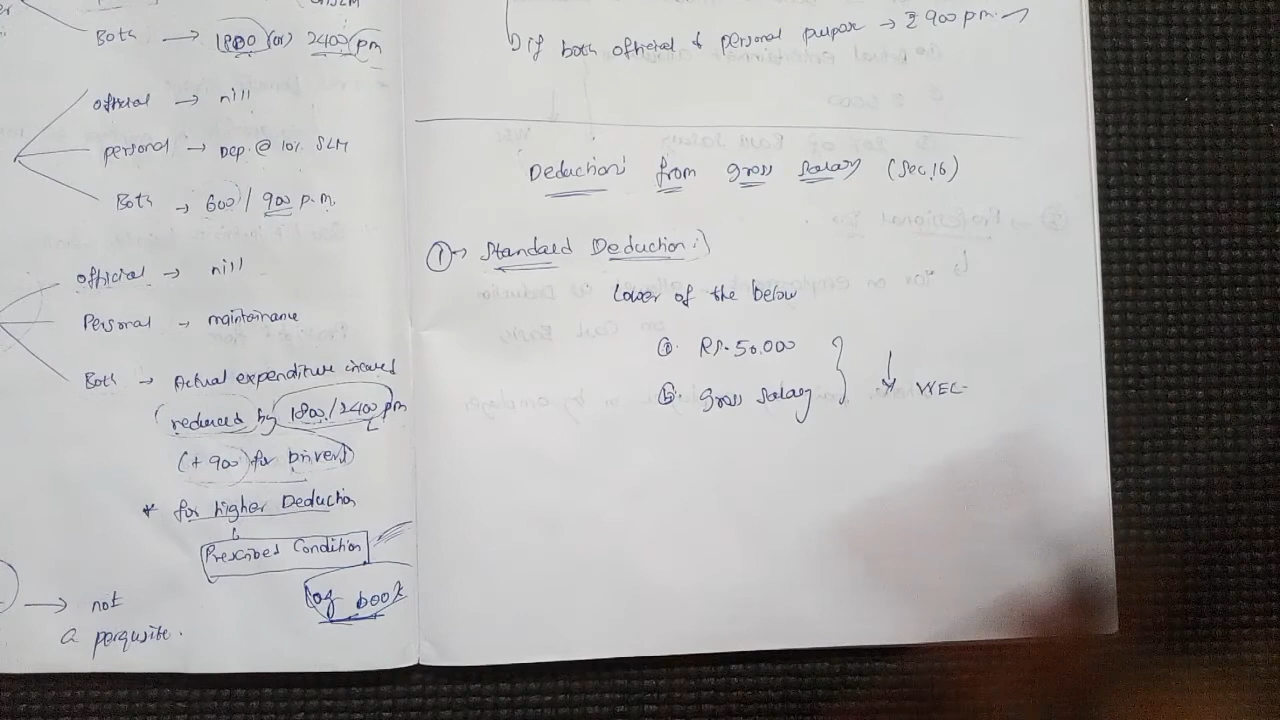 Both → 1800 (or) 2400 pm
official → nill
personal → Dep. @ 10% SLM
Both → 600 / 900 p.m.
official → nill
Personal → maintainance
Both → Actual expenditure incured
reduced by 1800/2400 pm
(+ 900 for Driver)
* for higher Deduction
Prescribed Condition
log book
→ not
a perqusite.
if both official & personal purpose → ₹ 900 pm.
Deduction from gross salary (Sec.16)
① → Standard Deduction:
Lower of the below
a. Rs. 50,000
b. gross salary
→ WEL